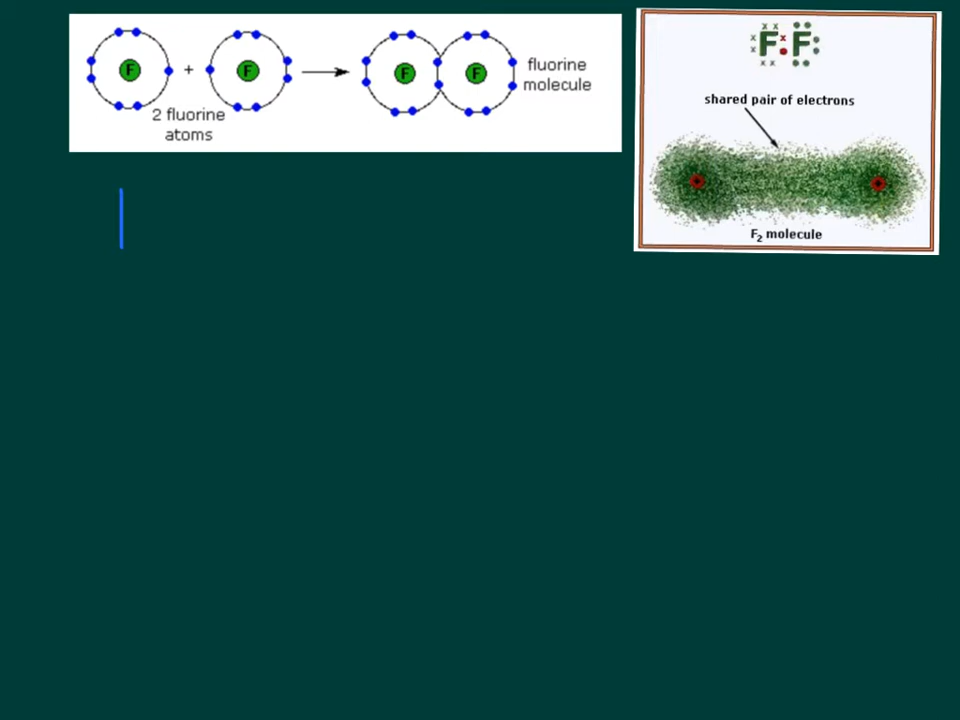 F + F F F
2 fluorine
atoms
fluorine
molecule
F F
shared pair of electrons
F2 molecule